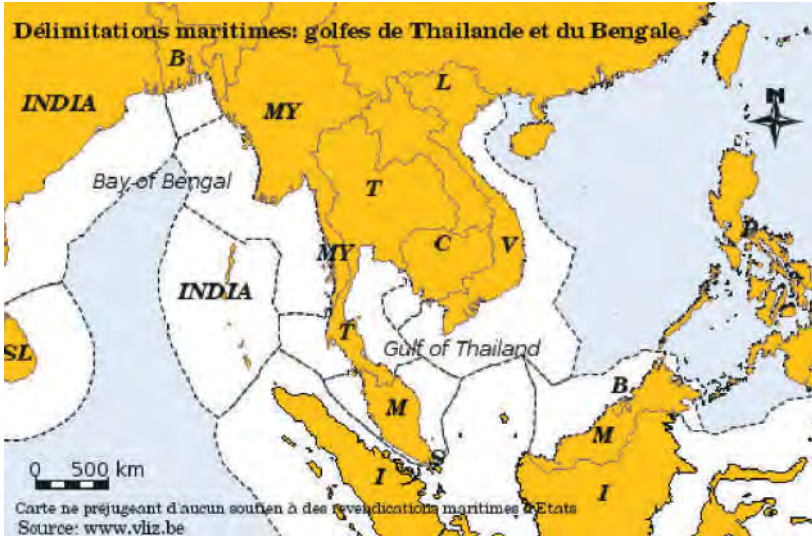 Délimitations maritimes: golfes de Thailande et du Bengale
B
L
N
INDIA
MY
Bay of Bengal
T
P
C
V
MY
INDIA
T
SL
Gulf of Thailand
B
M
M
S
0 500 km
I
I
Carte ne préjugeant d'aucun soutien à des revendications maritimes d'Etats
Source: www.vliz.be